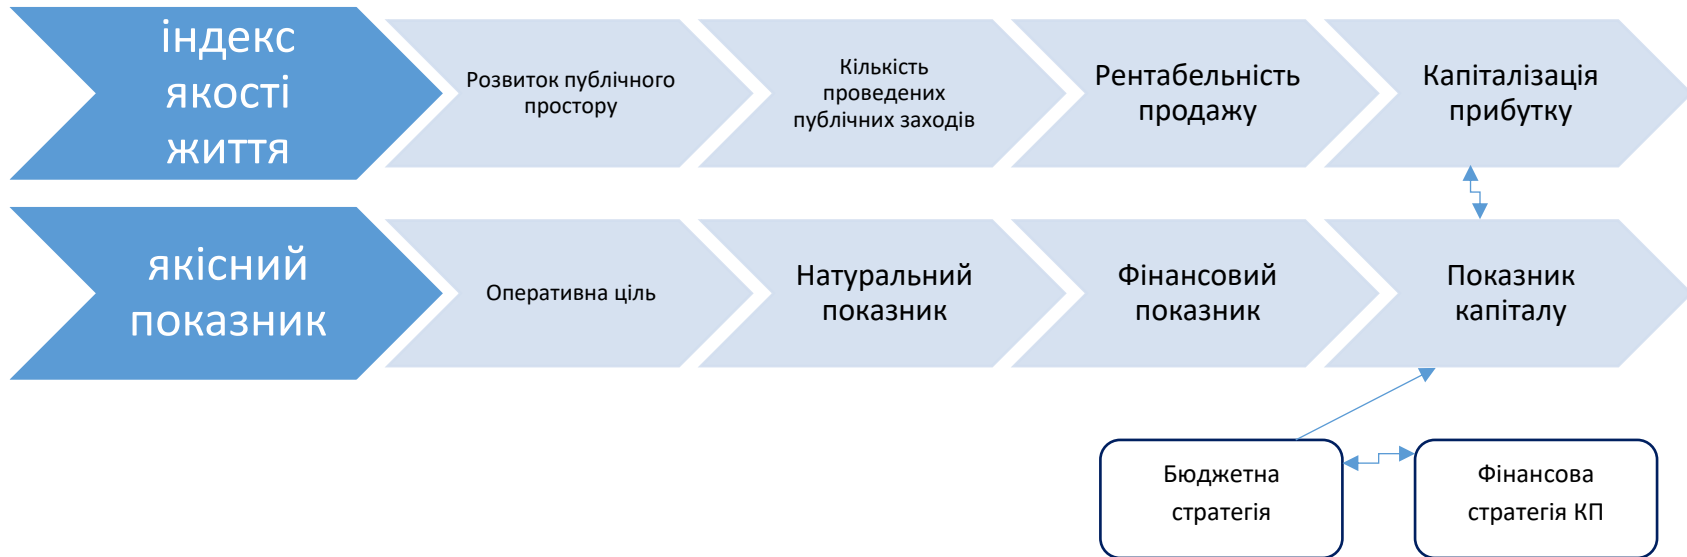 індекс
якості
життя
Розвиток публічного
простору
Кількість
проведених
публічних заходів
Рентабельність
продажу
Капіталізація
прибутку
якісний
показник
Оперативна ціль
Натуральний
показник
Фінансовий
показник
Показник
капіталу
Бюджетна
стратегія
Фінансова
стратегія КП